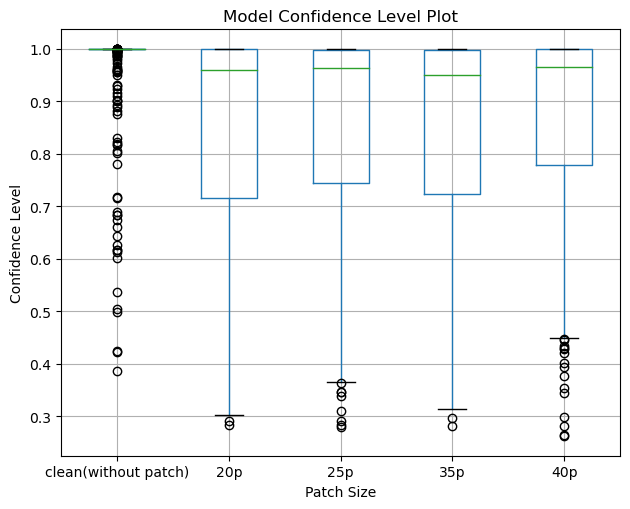 Model Confidence Level Plot
Confidence Level
1.0
0.9
0.8
0.7
0.6
0.5
0.4
0.3
clean(without patch) 20p 25p 35p 40p
Patch Size